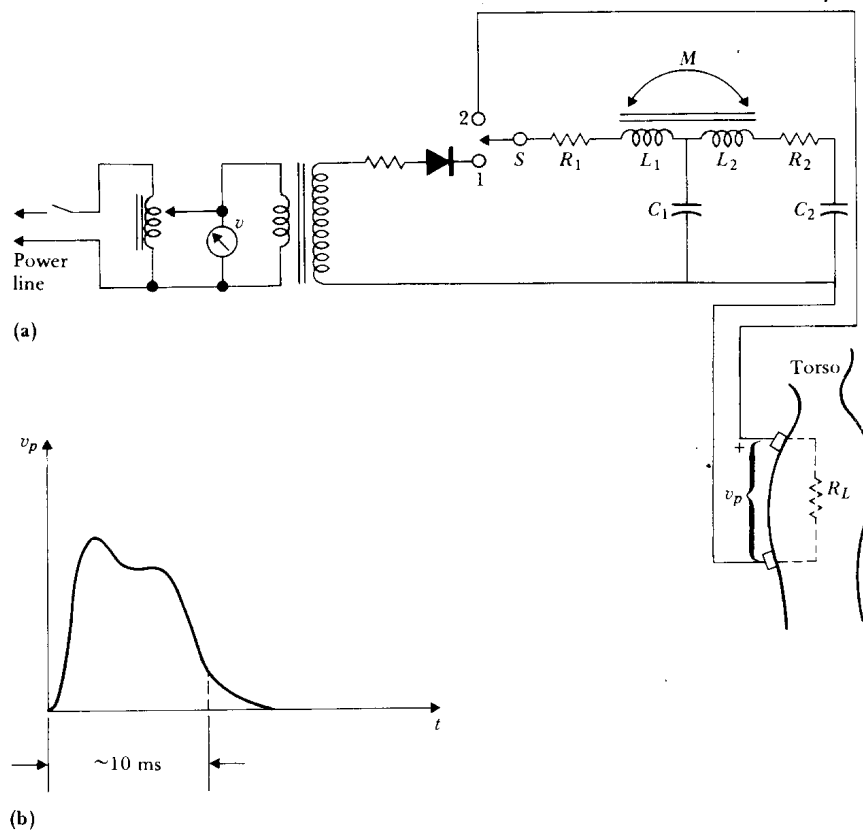 M
2
1
S
R1
L1
L2
R2
C1
C2
v
Power
line
(a)
Torso
vp
+
vp
RL
t
~10 ms
(b)